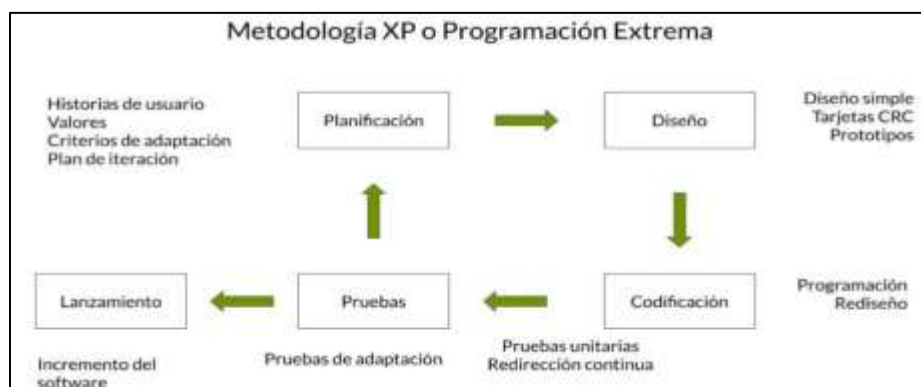 Metodología XP o Programación Extrema
Historias de usuario
Valores
Criterios de adaptación
Plan de iteración
Planificación
Diseño
Diseño simple
Tarjetas CRC
Prototipos
Lanzamiento
Pruebas
Codificación
Programación
Rediseño
Incremento del
software
Pruebas de adaptación
Pruebas unitarias
Redirección continua